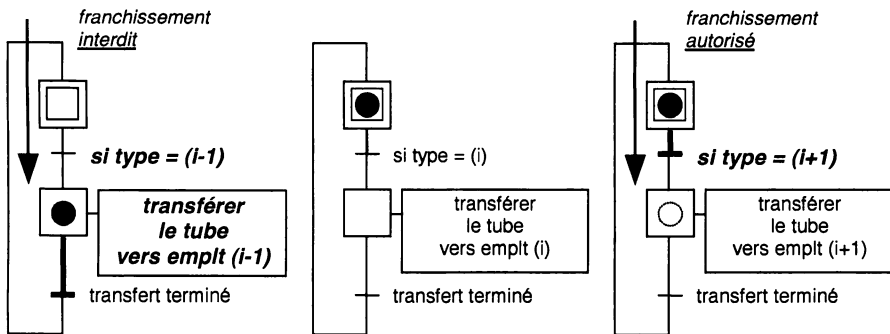 franchissement
interdit
si type = (i-1)
transférer
le tube
vers emplt (i-1)
transfert terminé
si type = (i)
transférer
le tube
vers emplt (i)
transfert terminé
franchissement
autorisé
si type = (i+1)
transférer
le tube
vers emplt (i+1)
transfert terminé